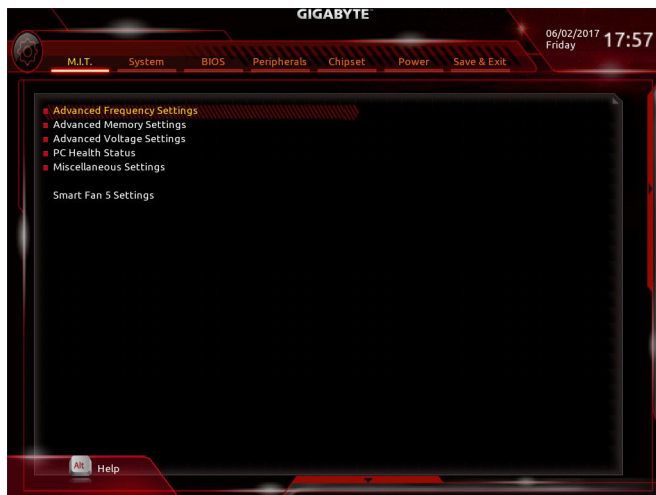 GIGABYTE™
06/02/2017 Friday 17:57
M.I.T. System BIOS Peripherals Chipset Power Save & Exit
Advanced Frequency Settings
Advanced Memory Settings
Advanced Voltage Settings
PC Health Status
Miscellaneous Settings
Smart Fan 5 Settings
Alt Help